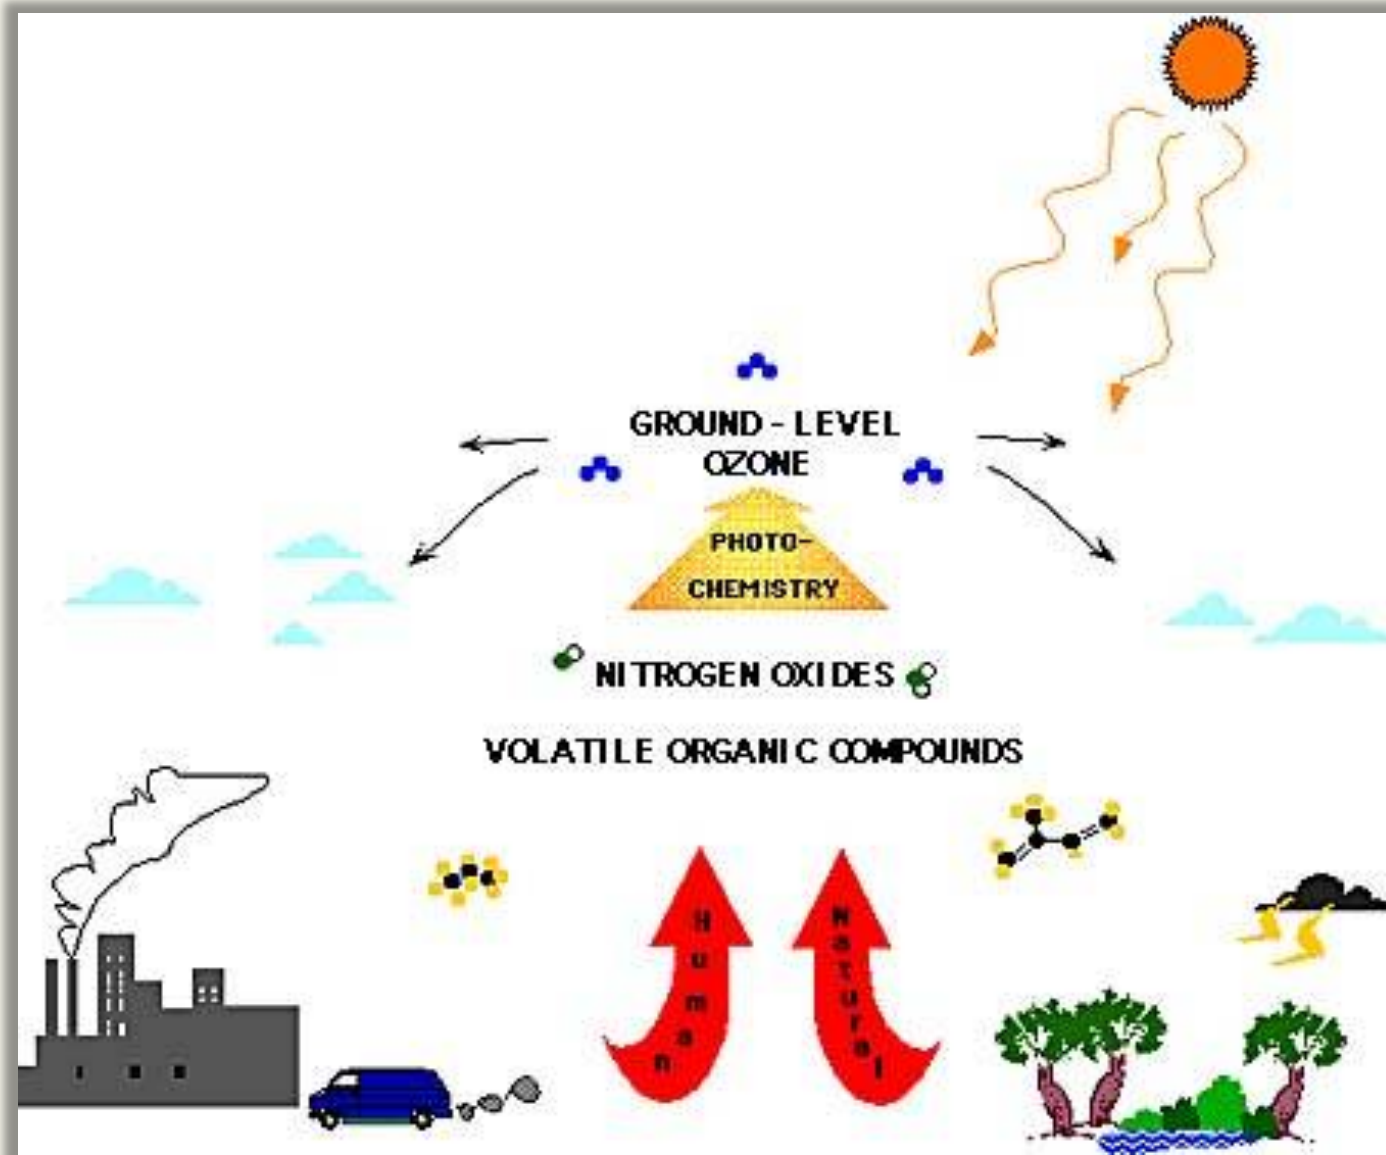 GROUND - LEVEL
OZONE
PHOTO-
CHEMISTRY
NITROGEN OXIDES
VOLATILE ORGANIC COMPOUNDS
Human
Natural